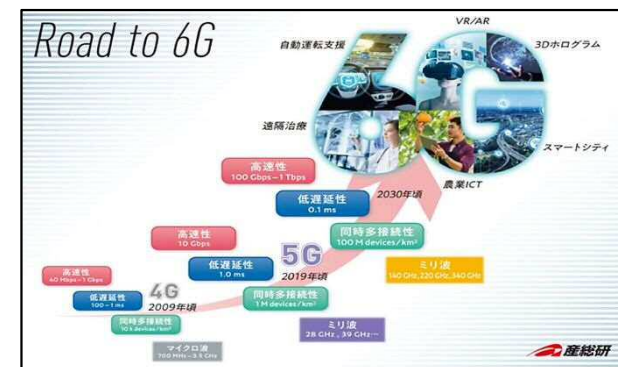 Road to 6G
VR/AR
自動運転支援
3Dホログラム
6G
遠隔治療
スマートシティ
農業ICT
高速性
100 Gbps-1 Tbps
低遅延性
0.1 ms
2030年頃
同時多接続性
100 M devices/km²
ミリ波
140 GHz, 220 GHz, 340 GHz
高速性
10 Gbps
低遅延性
1.0 ms
5G
2019年頃
同時多接続性
1 M devices/km²
ミリ波
28 GHz , 39 GHz…
高速性
低遅延性
4G
2009年頃
同時多接続性
マイクロ波
産総研